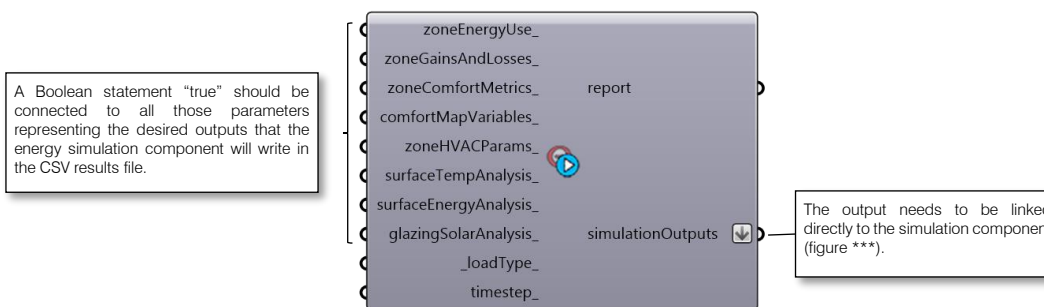 A Boolean statement “true” should be
connected to all those parameters
representing the desired outputs that the
energy simulation component will write in
the CSV results file.
zoneEnergyUse_
zoneGainsAndLosses_
zoneComfortMetrics_
comfortMapVariables_
zoneHVACParams_
surfaceTempAnalysis_
surfaceEnergyAnalysis_
glazingSolarAnalysis_
_loadType_
timestep_
report
simulationOutputs
The output needs to be linked
directly to the simulation component
(figure ***).